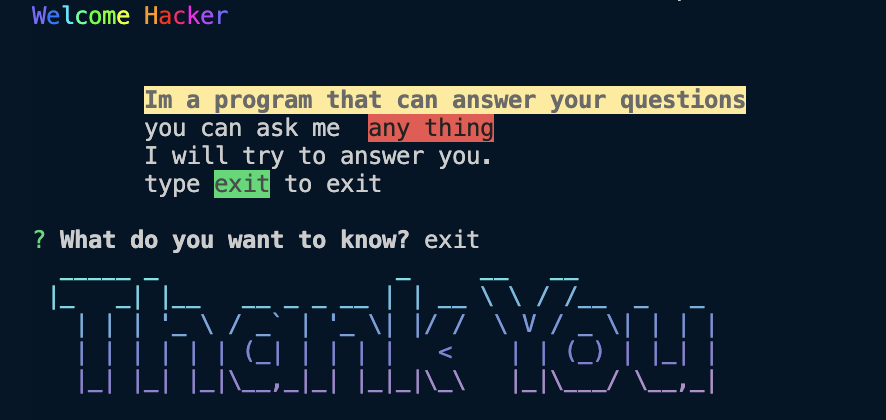 Welcome Hacker
Im a program that can answer your questions
you can ask me  any thing
I will try to answer you.
type exit to exit
? What do you want to know? exit
Thank You